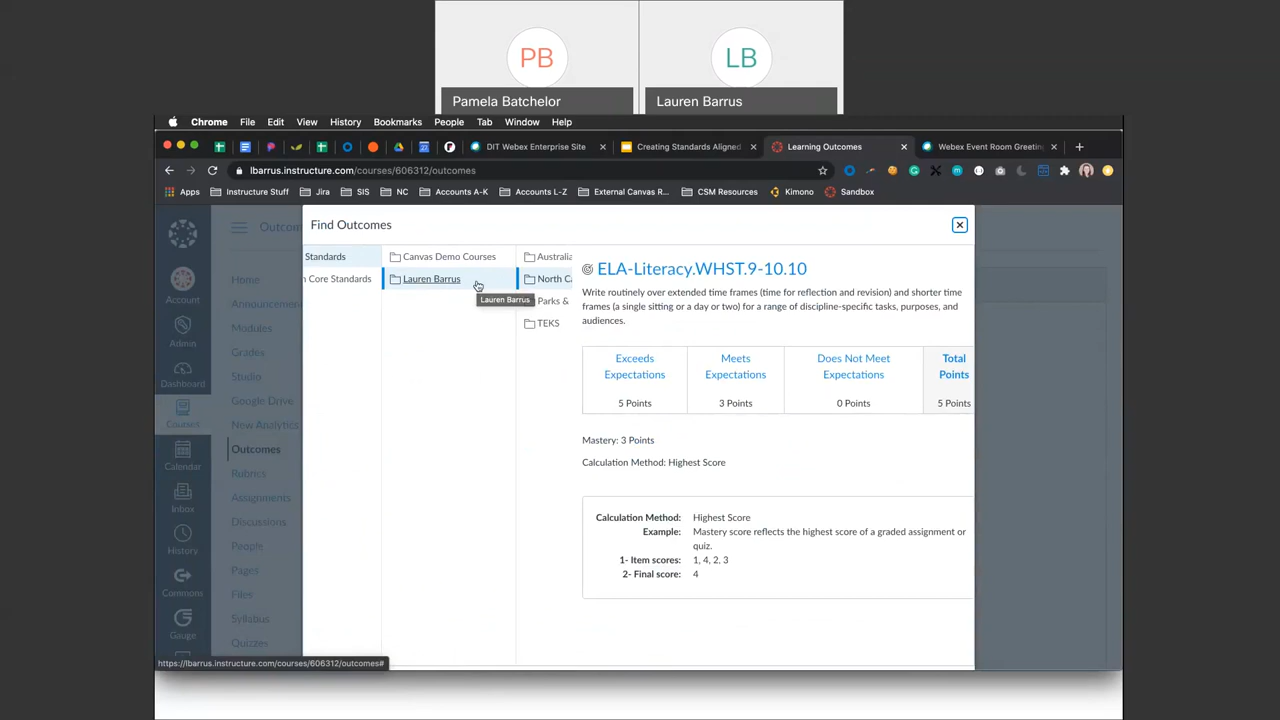 PB
LB
Pamela Batchelor
Lauren Barrus
Chrome File Edit View History Bookmarks People Tab Window Help
DIT Webex Enterprise Site
Creating Standards Aligned
Learning Outcomes
Webex Event Room Greeting
lbarrus.instructure.com/courses/606312/outcomes
Apps Instructure Stuff Jira SIS NC Accounts A-K Accounts L-Z External Canvas R... CSM Resources Kimono Sandbox
Account
Admin
Dashboard
Courses
Calendar
Inbox
History
Commons
Gauge
Outcom
Home
Announcemen
Modules
Grades
Studio
Google Drive
New Analytics
Outcomes
Rubrics
Assignments
Discussions
People
Pages
Files
Syllabus
Quizzes
Find Outcomes
Standards
n Core Standards
Canvas Demo Courses
Lauren Barrus
Lauren Barrus
Australia
North Ca
Parks &
TEKS
ELA-Literacy.WHST.9-10.10
Write routinely over extended time frames (time for reflection and revision) and shorter time
frames (a single sitting or a day or two) for a range of discipline-specific tasks, purposes, and
audiences.
Exceeds Expectations
5 Points
Meets Expectations
3 Points
Does Not Meet Expectations
0 Points
Total Points
5 Points
Mastery: 3 Points
Calculation Method: Highest Score
Calculation Method: Highest Score
Example: Mastery score reflects the highest score of a graded assignment or
quiz.
1- Item scores: 1, 4, 2, 3
2- Final score: 4
https://lbarrus.instructure.com/courses/606312/outcomes#